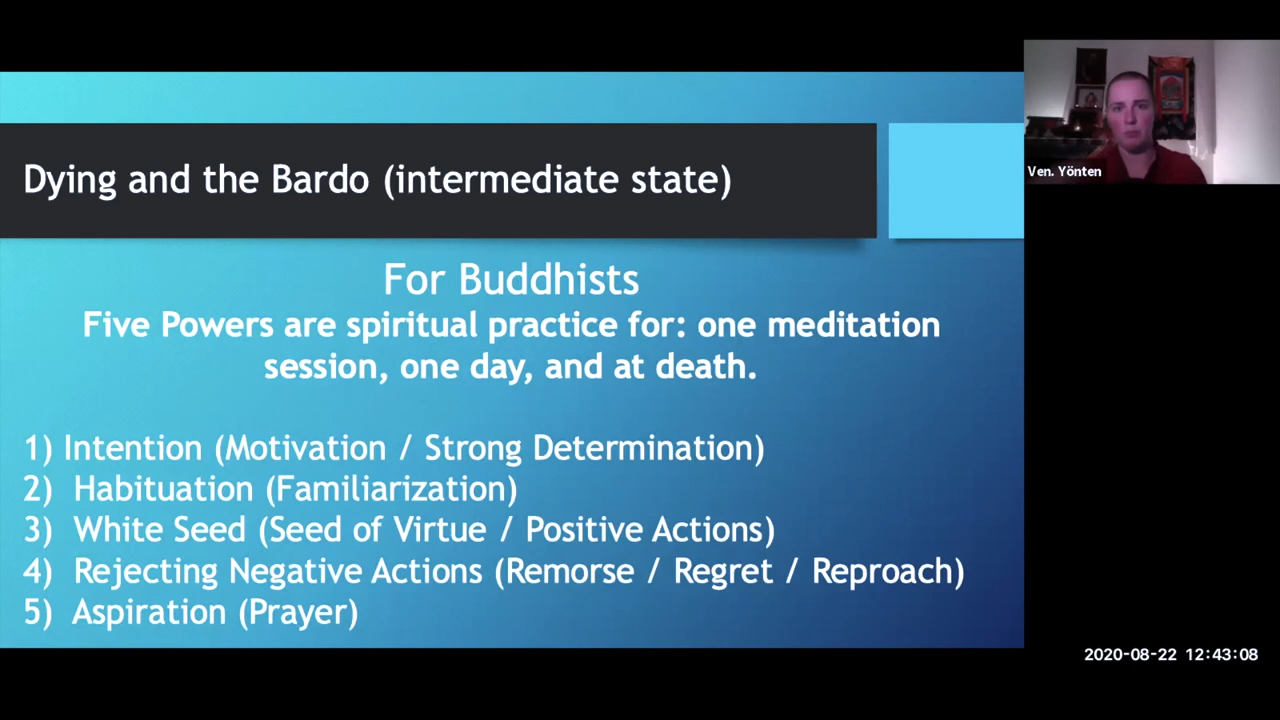 Dying and the Bardo (intermediate state)
Ven. Yönten
For Buddhists
Five Powers are spiritual practice for: one meditation
session, one day, and at death.
1) Intention (Motivation / Strong Determination)
2) Habituation (Familiarization)
3) White Seed (Seed of Virtue / Positive Actions)
4) Rejecting Negative Actions (Remorse / Regret / Reproach)
5) Aspiration (Prayer)
2020-08-22 12:43:08